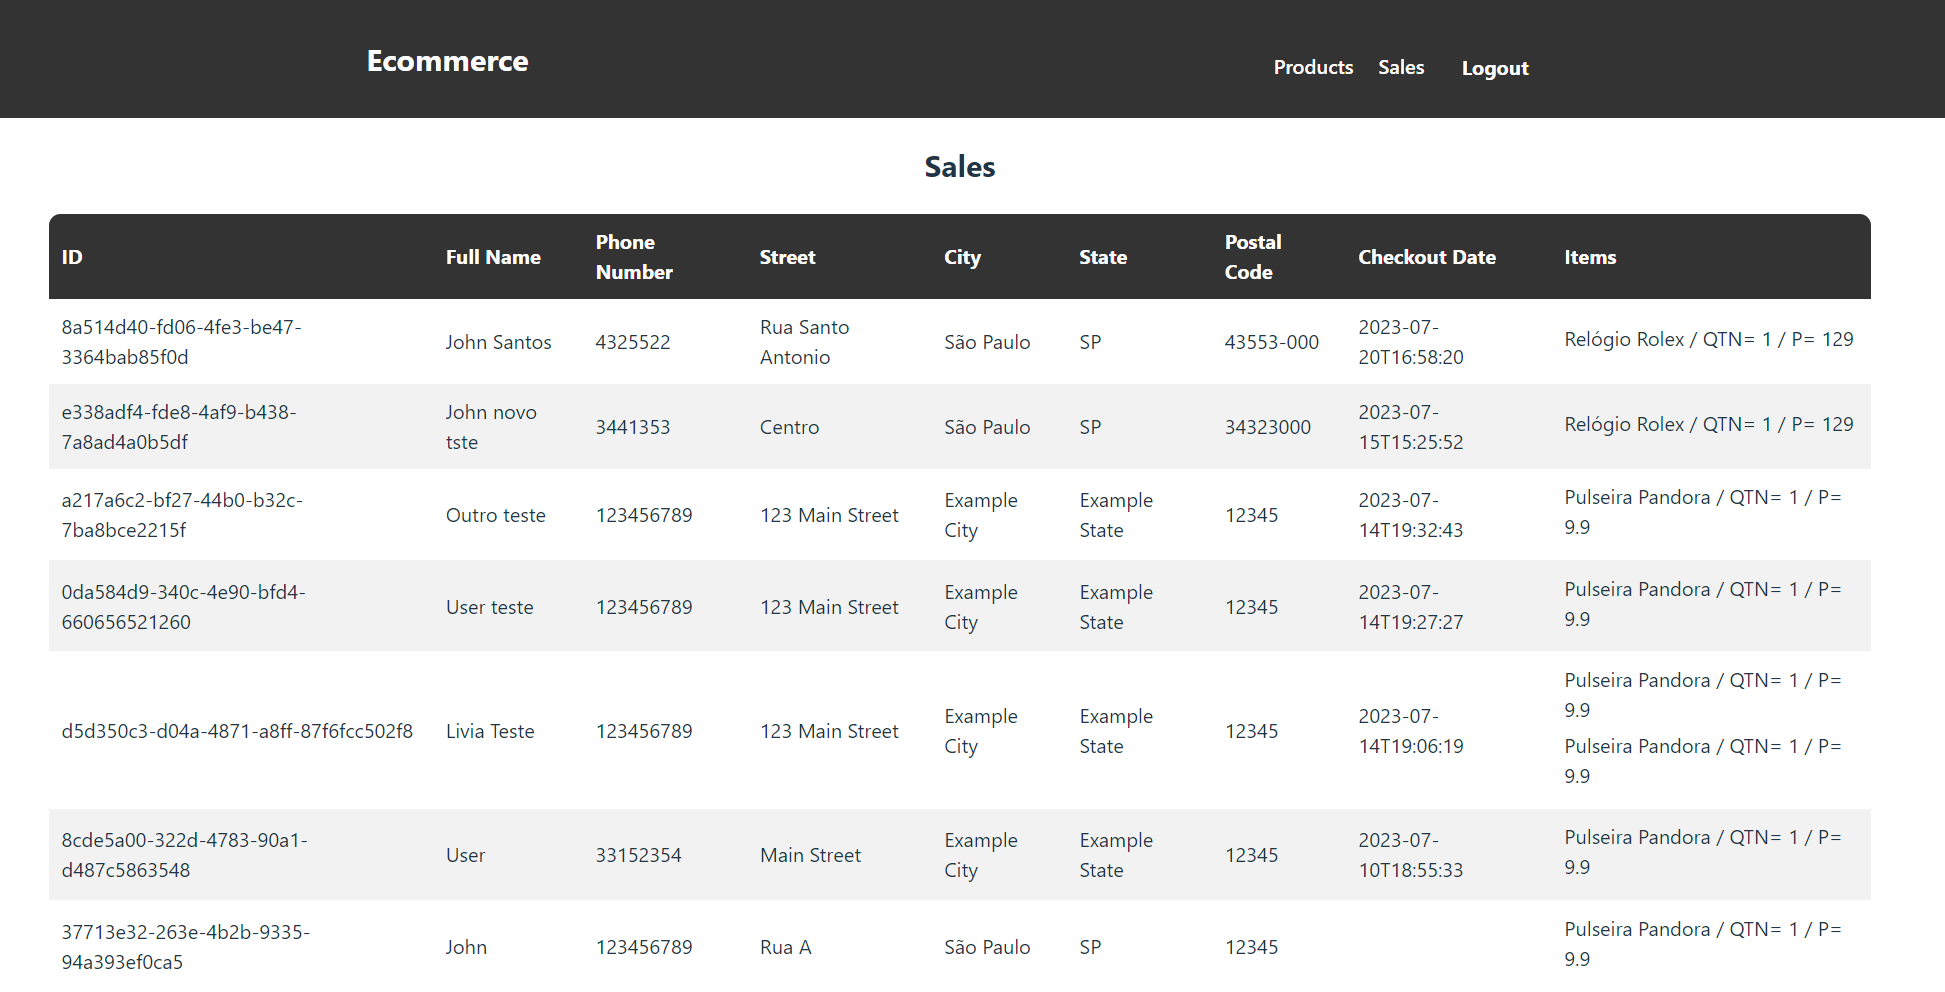 Ecommerce
Products Sales Logout
Sales
ID Full Name Phone Number Street City State Postal Code Checkout Date Items
8a514d40-fd06-4fe3-be47-3364bab85f0d John Santos 4325522 Rua Santo Antonio São Paulo SP 43553-000 2023-07-20T16:58:20 Relógio Rolex / QTN= 1 / P= 129
e338adf4-fde8-4af9-b438-7a8ad4a0b5df John novo tste 3441353 Centro São Paulo SP 34323000 2023-07-15T15:25:52 Relógio Rolex / QTN= 1 / P= 129
a217a6c2-bf27-44b0-b32c-7ba8bce2215f Outro teste 123456789 123 Main Street Example City Example State 12345 2023-07-14T19:32:43 Pulseira Pandora / QTN= 1 / P= 9.9
0da584d9-340c-4e90-bfd4-660656521260 User teste 123456789 123 Main Street Example City Example State 12345 2023-07-14T19:27:27 Pulseira Pandora / QTN= 1 / P= 9.9
d5d350c3-d04a-4871-a8ff-87f6fcc502f8 Livia Teste 123456789 123 Main Street Example City Example State 12345 2023-07-14T19:06:19 Pulseira Pandora / QTN= 1 / P= 9.9
Pulseira Pandora / QTN= 1 / P= 9.9
8cde5a00-322d-4783-90a1-d487c5863548 User 33152354 Main Street Example City Example State 12345 2023-07-10T18:55:33 Pulseira Pandora / QTN= 1 / P= 9.9
37713e32-263e-4b2b-9335-94a393ef0ca5 John 123456789 Rua A São Paulo SP 12345 Pulseira Pandora / QTN= 1 / P= 9.9